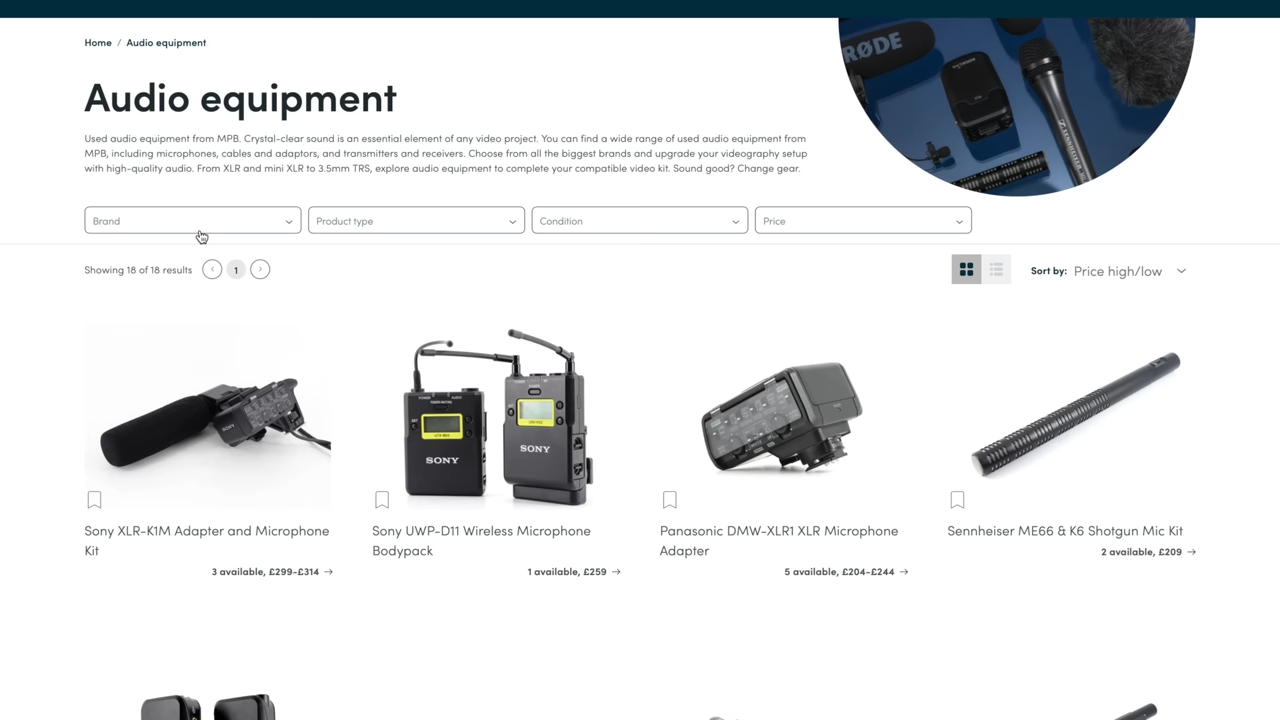 Home / Audio equipment
RØDE
SENNHEISER
Audio equipment
Used audio equipment from MPB. Crystal-clear sound is an essential element of any video project. You can find a wide range of used audio equipment from
MPB, including microphones, cables and adaptors, and transmitters and receivers. Choose from all the biggest brands and upgrade your videography setup
with high-quality audio. From XLR and mini XLR to 3.5mm TRS, explore audio equipment to complete your compatible video kit. Sound good? Change gear.
Brand
Product type
Condition
Price
Showing 18 of 18 results
1
Sort by: Price high/low
SONY
SONY
SONY
Sony XLR-K1M Adapter and Microphone
Kit
3 available, £299-£314 →
Sony UWP-D11 Wireless Microphone
Bodypack
1 available, £259 →
Panasonic DMW-XLR1 XLR Microphone
Adapter
5 available, £204-£244 →
Sennheiser ME66 & K6 Shotgun Mic Kit
2 available, £209 →